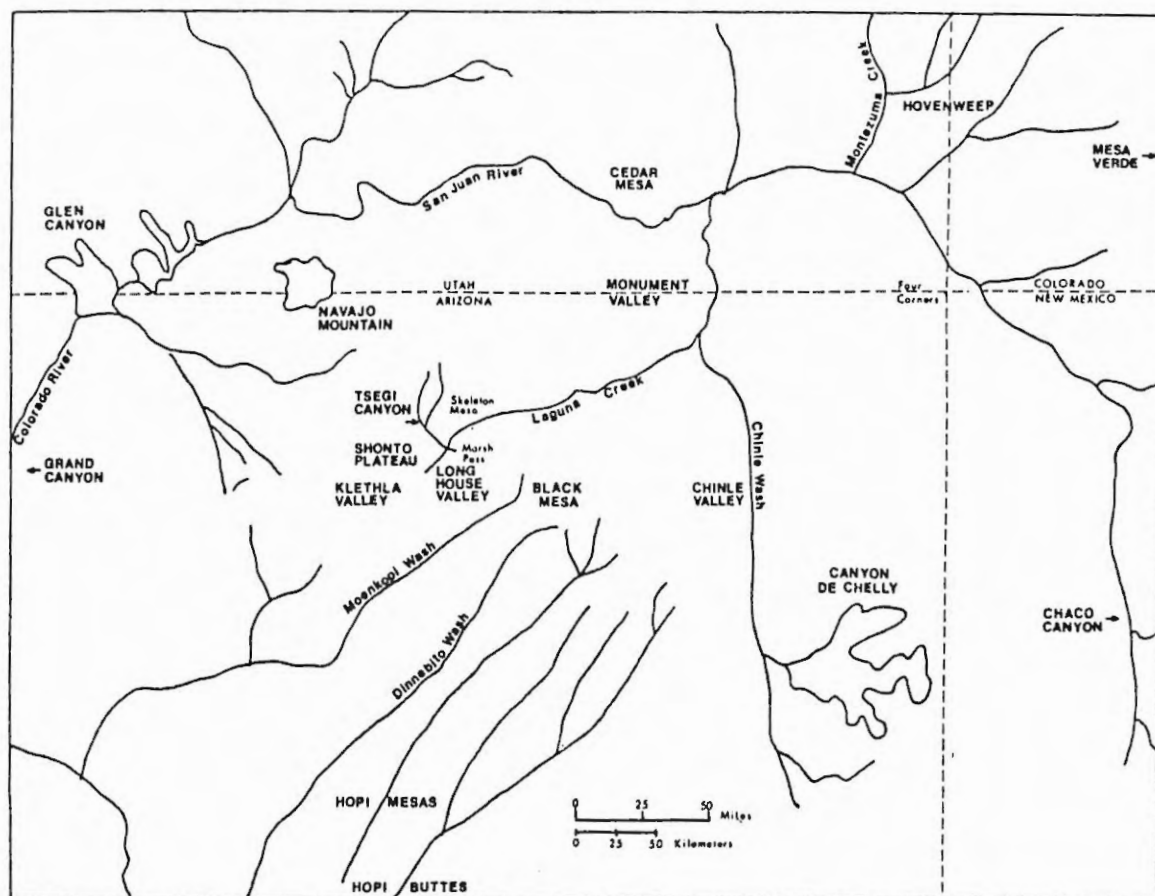 Montezuma Creek
HOVENWEEP
MESA
VERDE
CEDAR
MESA
San Juan River
GLEN
CANYON
NAVAJO
MOUNTAIN
UTAH
ARIZONA
MONUMENT
VALLEY
Four
Corners
COLORADO
NEW MEXICO
Colorado River
GRAND
CANYON
TSEGI
CANYON
Skeleton
Mesa
Laguna Creek
SHONTO
PLATEAU
Marsh
Pass
LONG
HOUSE
VALLEY
KLETHLA
VALLEY
BLACK
MESA
CHINLE
VALLEY
Chinle Wash
Moenkopi Wash
Dinnebito Wash
CANYON
DE CHELLY
CHACO
CANYON
HOPI MESAS
HOPI BUTTES
0 25 50
Miles
0 25 50 Kilometers